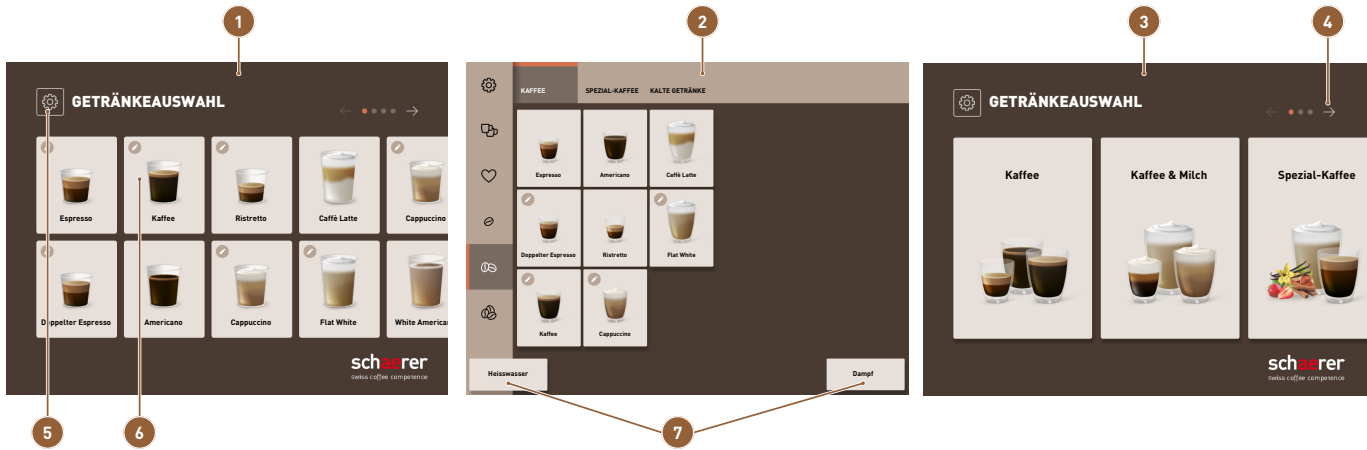 1
2
3
4
GETRÄNKEAUSWAHL
Espresso
Kaffee
Ristretto
Caffè Latte
Cappuccino
Doppelter Espresso
Americano
Cappuccino
Flat White
White America
schaerer
swiss coffee competence
KAFFEE
SPEZIAL-KAFFEE
KALTE GETRÄNKE
Espresso
Americano
Caffè Latte
Doppelter Espresso
Ristretto
Flat White
Kaffee
Cappuccino
Heisswasser
Dampf
GETRÄNKEAUSWAHL
Kaffee
Kaffee & Milch
Spezial-Kaffee
schaerer
swiss coffee competence
5
6
7